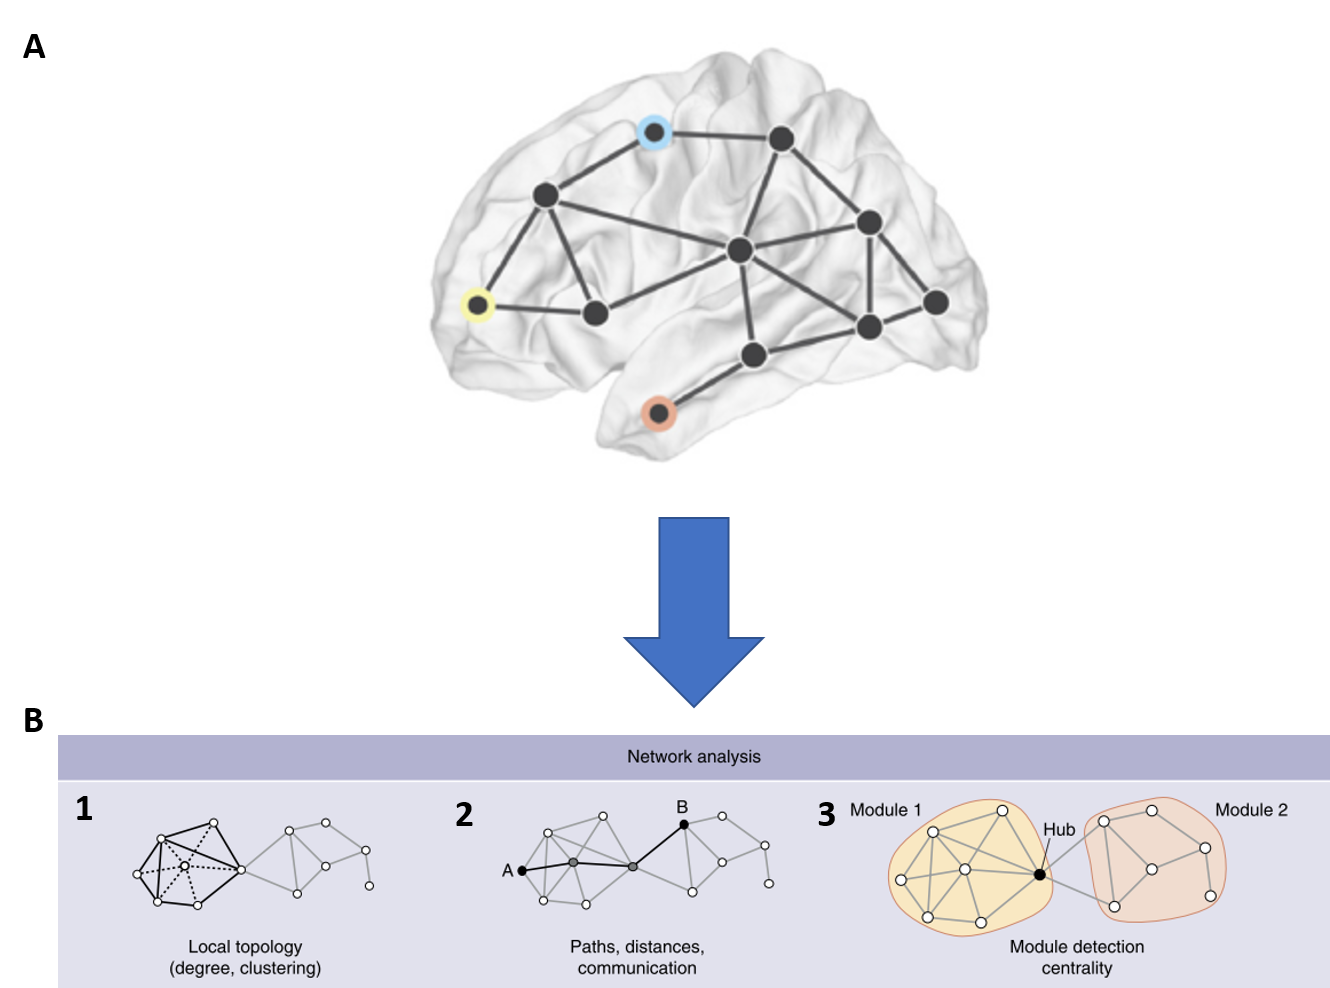 A
B
Network analysis
1
2
3
A
B
Module 1
Hub
Module 2
Local topology
(degree, clustering)
Paths, distances,
communication
Module detection
centrality